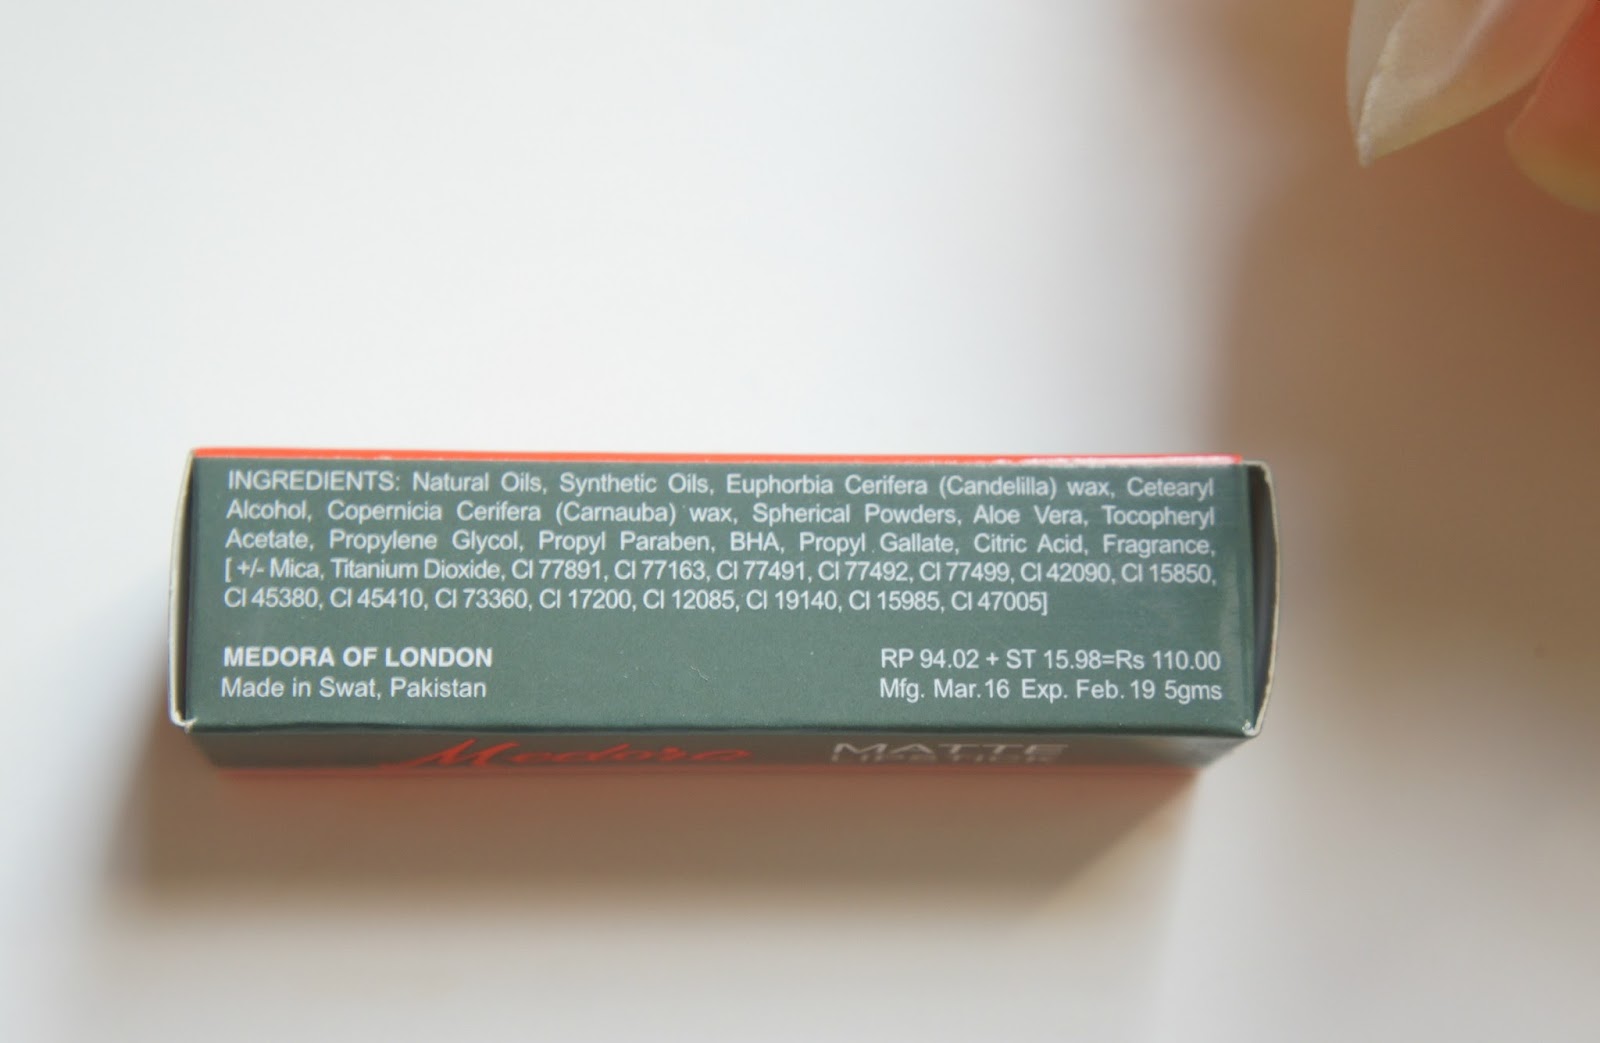 INGREDIENTS: Natural Oils, Synthetic Oils, Euphorbia Cerifera (Candelilla) wax, Cetearyl
Alcohol, Copernicia Cerifera (Carnauba) wax, Spherical Powders, Aloe Vera, Tocopheryl
Acetate, Propylene Glycol, Propyl Paraben, BHA, Propyl Gallate, Citric Acid, Fragrance,
[ +/- Mica, Titanium Dioxide, CI 77891, CI 77163, CI 77491, CI 77492, CI 77499, CI 42090, CI 15850,
CI 45380, CI 45410, CI 73360, CI 17200, CI 12085, CI 19140, CI 15985, CI 47005]
MEDORA OF LONDON
Made in Swat, Pakistan
RP 94.02 + ST 15.98=Rs 110.00
Mfg. Mar. 16 Exp. Feb. 19 5gms
Medora
MATTE
LIPSTICK